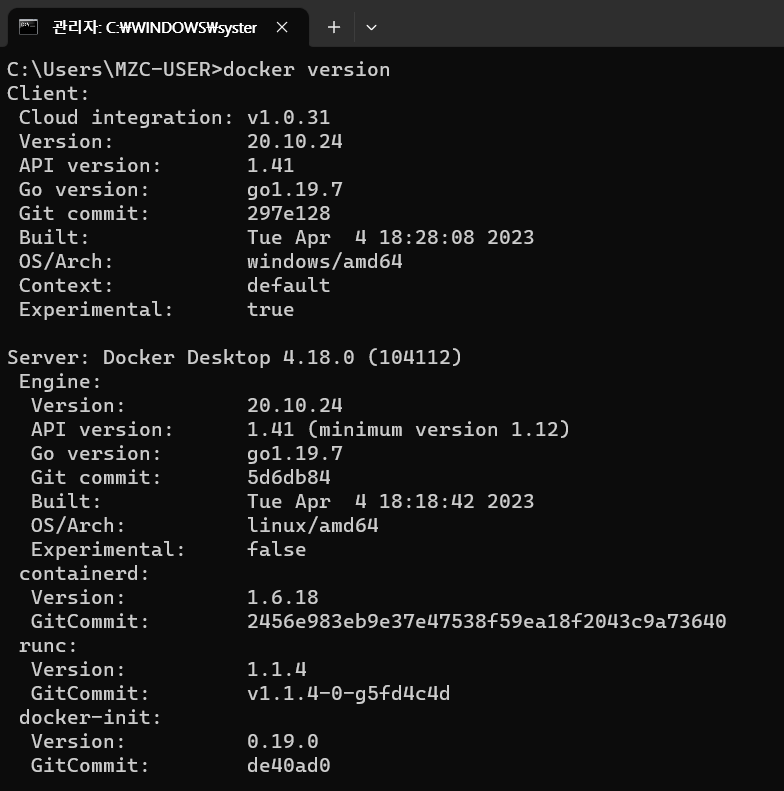 관리자: C:₩WINDOWS₩syster
C:\Users\MZC-USER>docker version
Client:
 Cloud integration: v1.0.31
 Version:           20.10.24
 API version:       1.41
 Go version:        go1.19.7
 Git commit:        297e128
 Built:             Tue Apr  4 18:28:08 2023
 OS/Arch:           windows/amd64
 Context:           default
 Experimental:      true

Server: Docker Desktop 4.18.0 (104112)
 Engine:
  Version:          20.10.24
  API version:      1.41 (minimum version 1.12)
  Go version:       go1.19.7
  Git commit:       5d6db84
  Built:            Tue Apr  4 18:18:42 2023
  OS/Arch:          linux/amd64
  Experimental:     false
 containerd:
  Version:          1.6.18
  GitCommit:        2456e983eb9e37e47538f59ea18f2043c9a73640
 runc:
  Version:          1.1.4
  GitCommit:        v1.1.4-0-g5fd4c4d
 docker-init:
  Version:          0.19.0
  GitCommit:        de40ad0